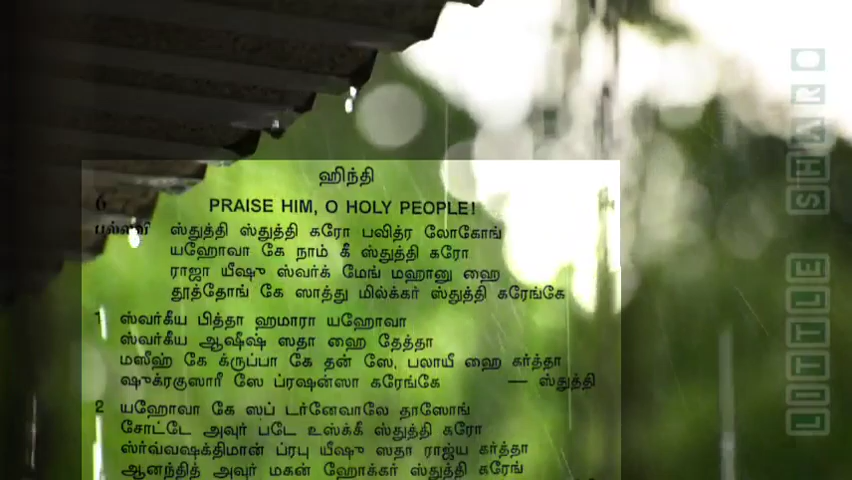 ஹிந்தி
6 PRAISE HIM, O HOLY PEOPLE!
பல்லவி ஸ்துத்தி ஸ்துத்தி கரோ பவித்ர லோகோங்
யஹோவா கே நாம் கீ ஸ்துத்தி கரோ
ராஜா யீஷு ஸ்வர்க் மேங் மஹானு ஹை
தூத்தோங் கே ஸாத்து மில்க்கர் ஸ்துத்தி கரேங்கே
1 ஸ்வர்கீய பித்தா ஹமாரா யஹோவா
ஸ்வர்கீய ஆஷீஷ் ஸதா ஹை தேத்தா
மஸீஹ் கே க்ருப்பா கே தன் ஸே, பலாயீ ஹை கர்த்தா
ஷுக்ரகுஸாரீ ஸே ப்ரஷன்ஸா கரேங்கே — ஸ்துத்தி
2 யஹோவா கே ஸப் டர்னேவாலே தாஸோங்
சோட்டே அவுர் படே உஸ்க்கீ ஸ்துத்தி கரோ
ஸ்ர்வ்வஷக்திமான் ப்ரபு யீஷு ஸதா ராஜ்ய கர்த்தா
ஆனந்தித் அவுர் மகன் ஹோக்கர் ஸ்துத்தி கரேங்
LITTLE SHARO